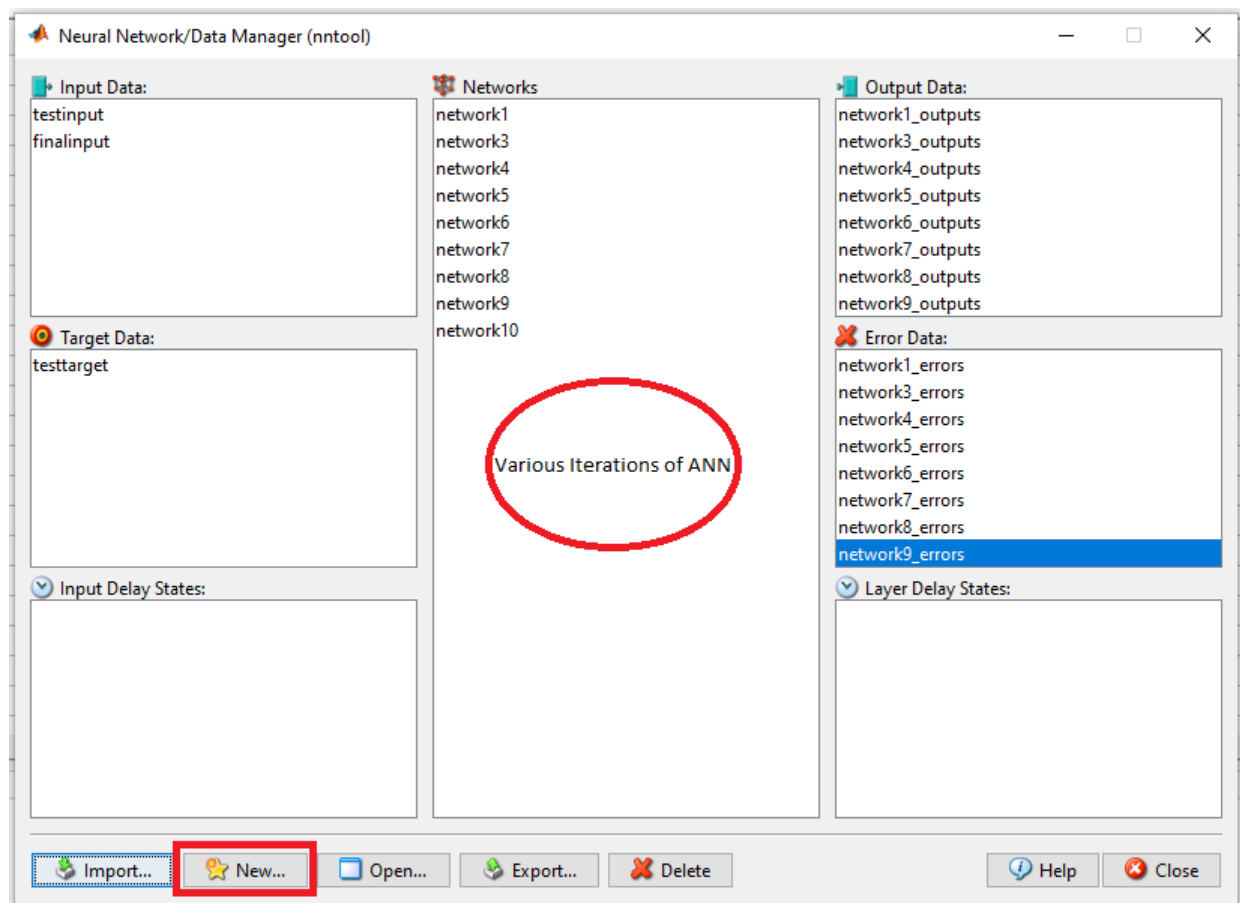 Neural Network/Data Manager (nntool)
Input Data:
testinput
finalinput
Target Data:
testtarget
Input Delay States:
Networks
network1
network3
network4
network5
network6
network7
network8
network9
network10
Various Iterations of ANN
Output Data:
network1_outputs
network3_outputs
network4_outputs
network5_outputs
network6_outputs
network7_outputs
network8_outputs
network9_outputs
Error Data:
network1_errors
network3_errors
network4_errors
network5_errors
network6_errors
network7_errors
network8_errors
network9_errors
Layer Delay States:
Import... New... Open... Export... Delete Help Close